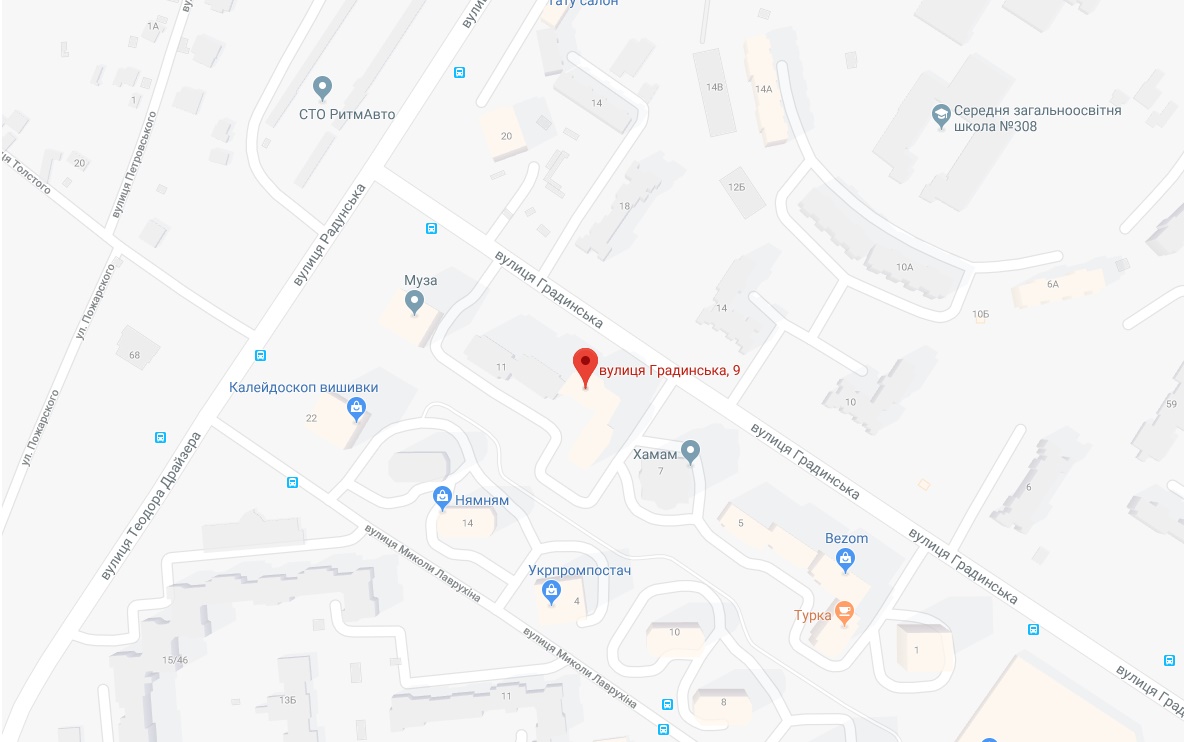 Тату салон
ву
вули
1А
СТО РитмАвто
1
14
14В
14А
Середня загальноосвітня
школа №308
20
ця Толстого
20
вулиця Петровського
вулиця Радунська
18
12Б
10А
6А
10Б
вулиця Градинська
Муза
14
ул. Пожарского
68
11
вулиця Градинська, 9
Калейдоскоп вишивки
22
10
59
ул. Пожарского
вулиця Градинська
Хамам
7
6
вулиця Теодора Драйзера
Нямням
14
5
Bezom
вулиця Градинська
вулиця Миколи Лаврухіна
Укрпромпостач
4
Турка
10
1
вулиця Миколи Лаврухіна
15/46
13Б
11
8
вулиця Град